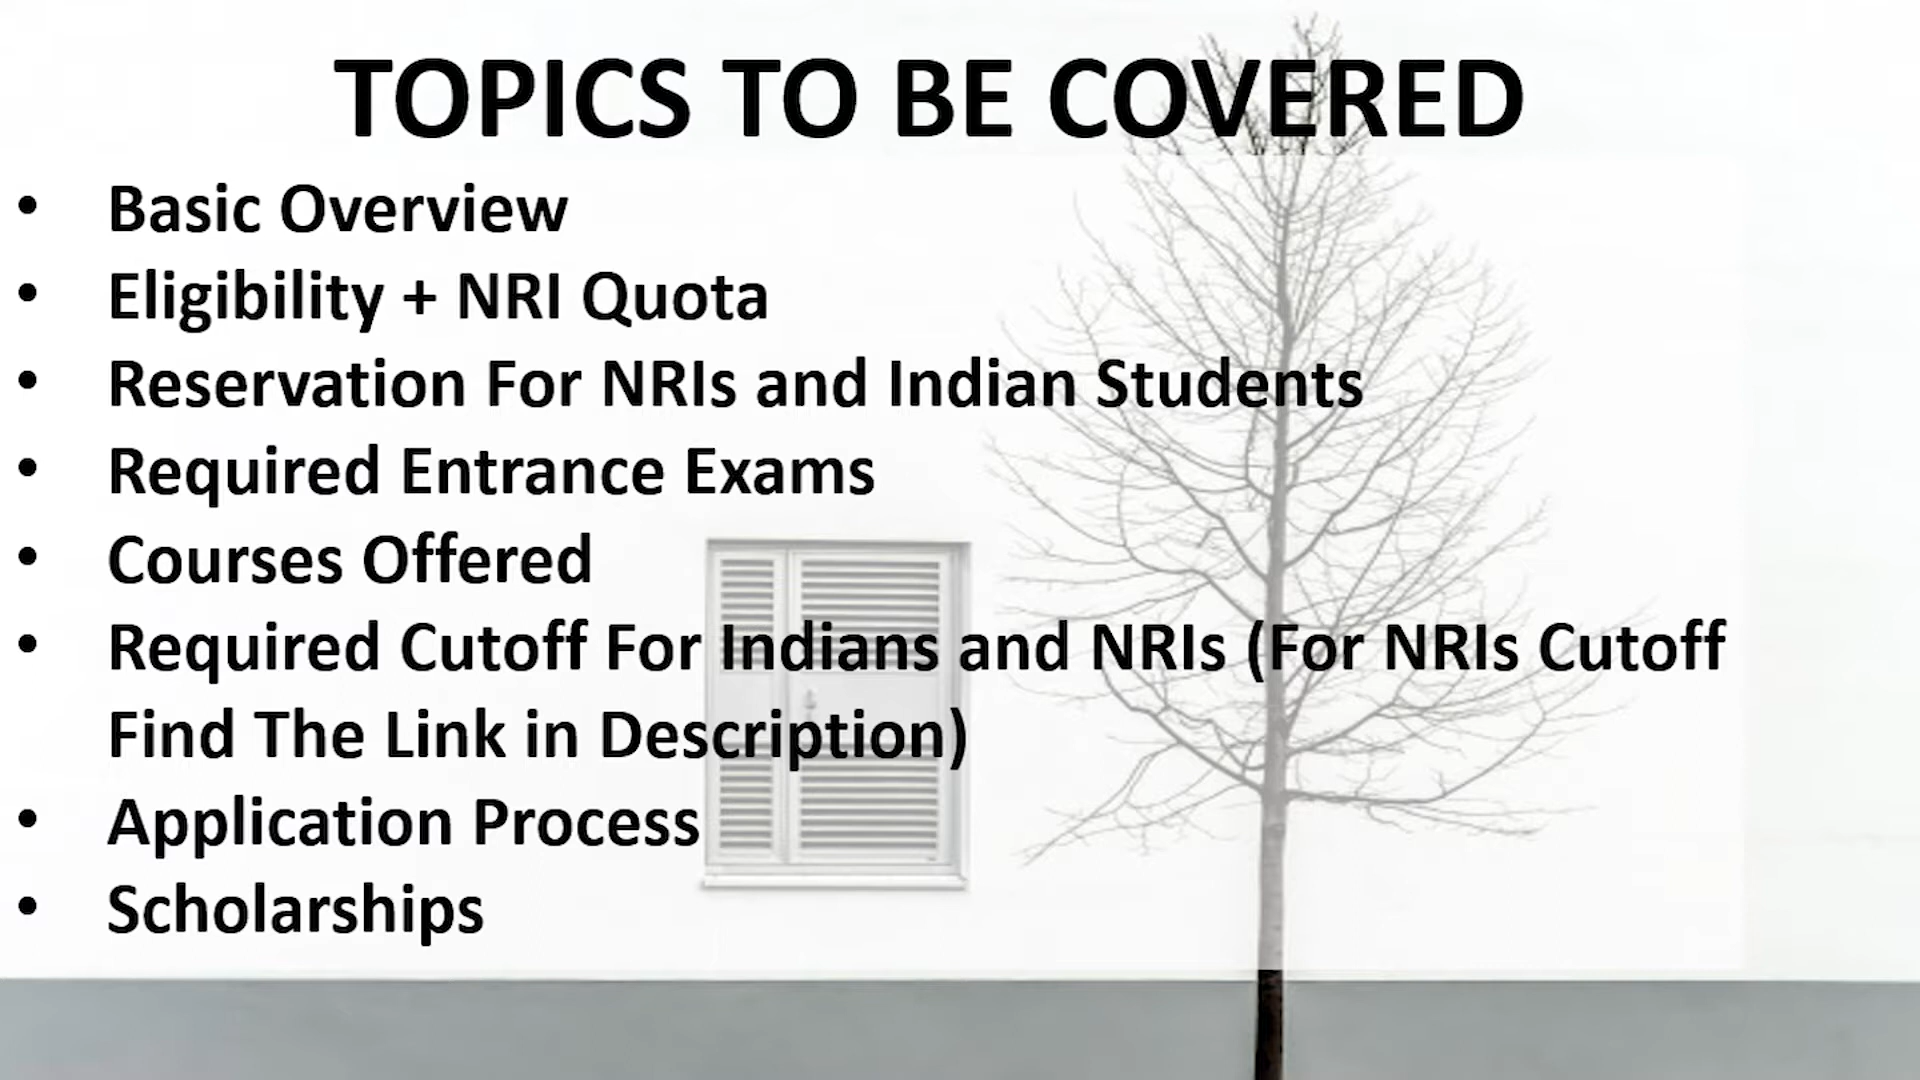 TOPICS TO BE COVERED
• Basic Overview
• Eligibility + NRI Quota
• Reservation For NRIs and Indian Students
• Required Entrance Exams
• Courses Offered
• Required Cutoff For Indians and NRIs (For NRIs Cutoff
Find The Link in Description)
• Application Process
• Scholarships